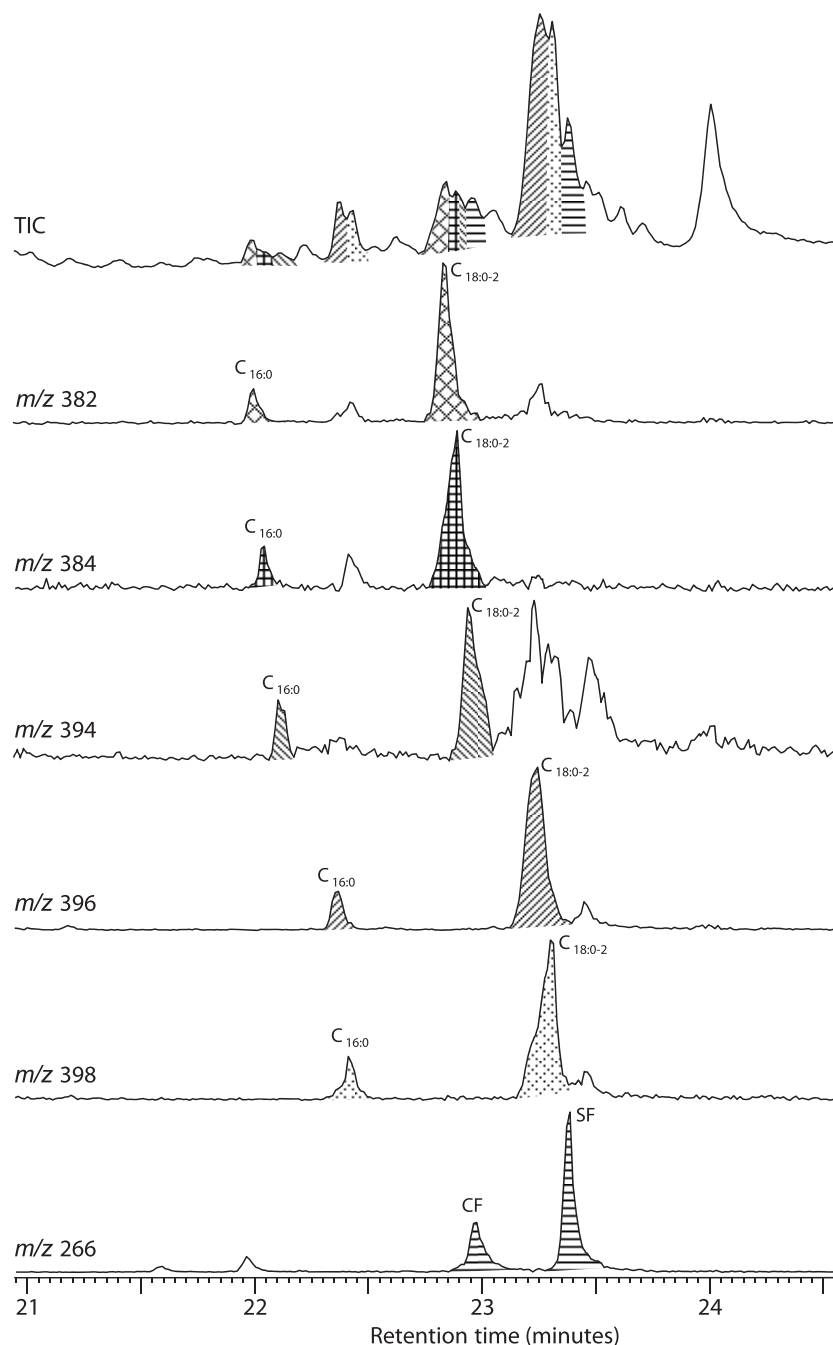 TIC
C 18:0-2
C 16:0
m/z 382
C 18:0-2
C 16:0
m/z 384
C 18:0-2
C 16:0
m/z 394
C 18:0-2
C 16:0
m/z 396
C 18:0-2
C 16:0
m/z 398
SF
CF
m/z 266
21 22 23 24
Retention time (minutes)